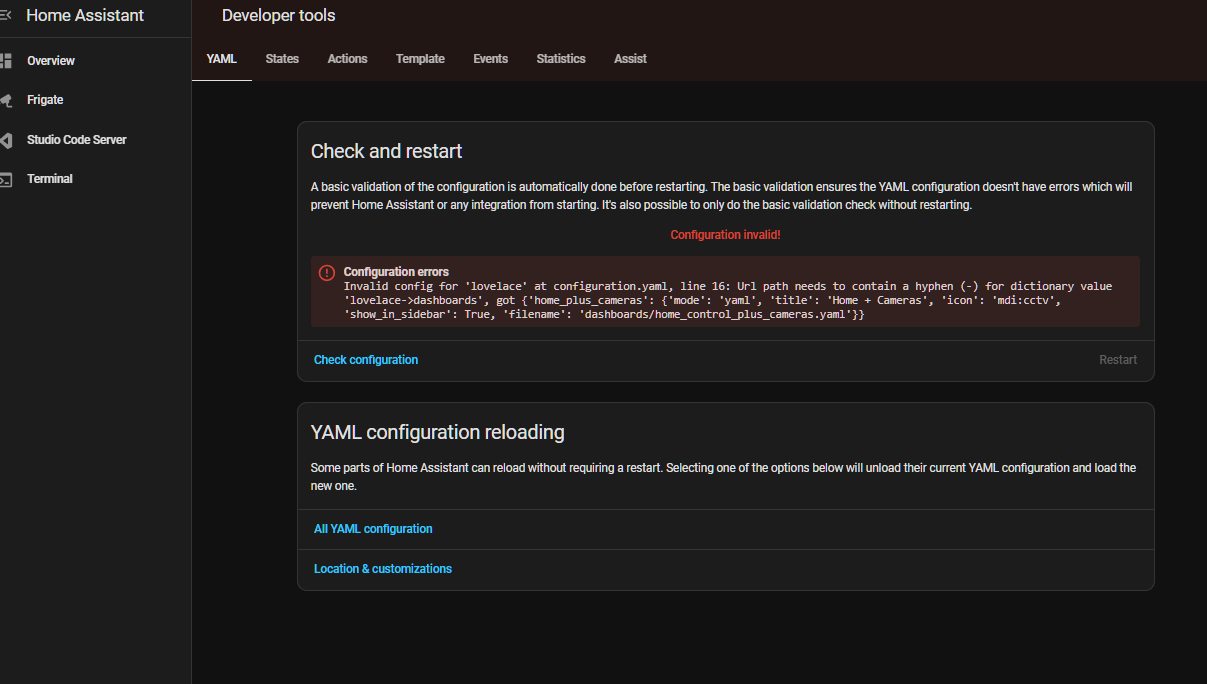 Home Assistant
Developer tools
YAML
States
Actions
Template
Events
Statistics
Assist
Overview
Frigate
Studio Code Server
Terminal
Check and restart
A basic validation of the configuration is automatically done before restarting. The basic validation ensures the YAML configuration doesn't have errors which will
prevent Home Assistant or any integration from starting. It's also possible to only do the basic validation check without restarting.
Configuration invalid!
Configuration errors
Invalid config for 'lovelace' at configuration.yaml, line 16: Url path needs to contain a hyphen (-) for dictionary value
'lovelace->dashboards', got {'home_plus_cameras': {'mode': 'yaml', 'title': 'Home + Cameras', 'icon': 'mdi:cctv',
'show_in_sidebar': True, 'filename': 'dashboards/home_control_plus_cameras.yaml'}}
Check configuration
Restart
YAML configuration reloading
Some parts of Home Assistant can reload without requiring a restart. Selecting one of the options below will unload their current YAML configuration and load the
new one.
All YAML configuration
Location & customizations